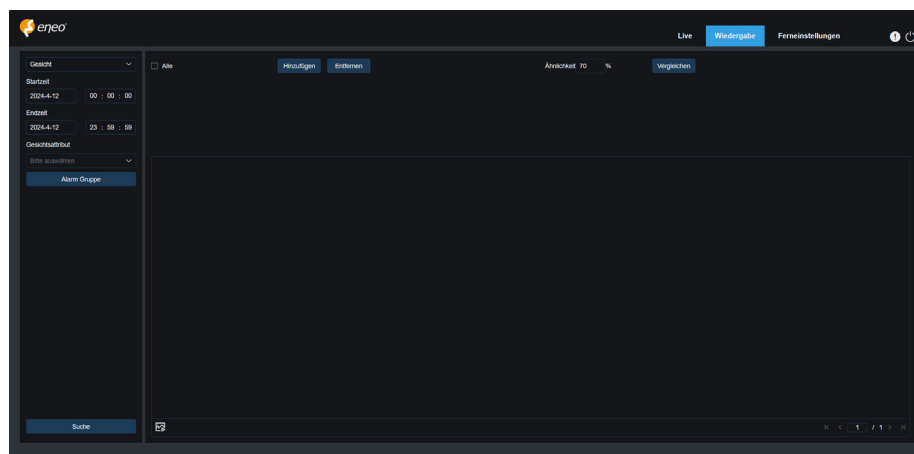 eneo
Live Wiedergabe Ferneinstellungen
Gesicht
Alle Hinzufügen Entfernen Ähnlichkeit 70 % Vergleichen
Startzeit
2024-4-12 00 : 00 : 00
Endzeit
2024-4-12 23 : 59 : 59
Gesichtsattribut
Bitte auswählen
Alarm Gruppe
Suche
1 / 1